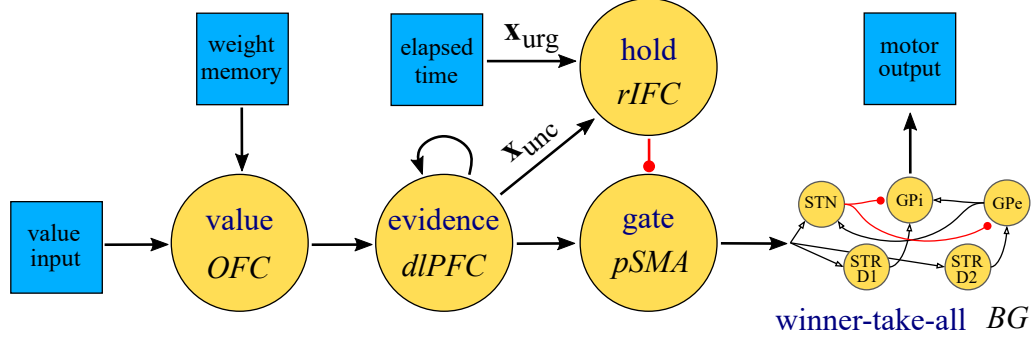 weight
memory
elapsed
time
x_urg
hold
rIFC
motor
output
x_unc
value
input
value
OFC
evidence
dlPFC
gate
pSMA
STN
GPi
GPe
STR
D1
STR
D2
winner-take-all BG